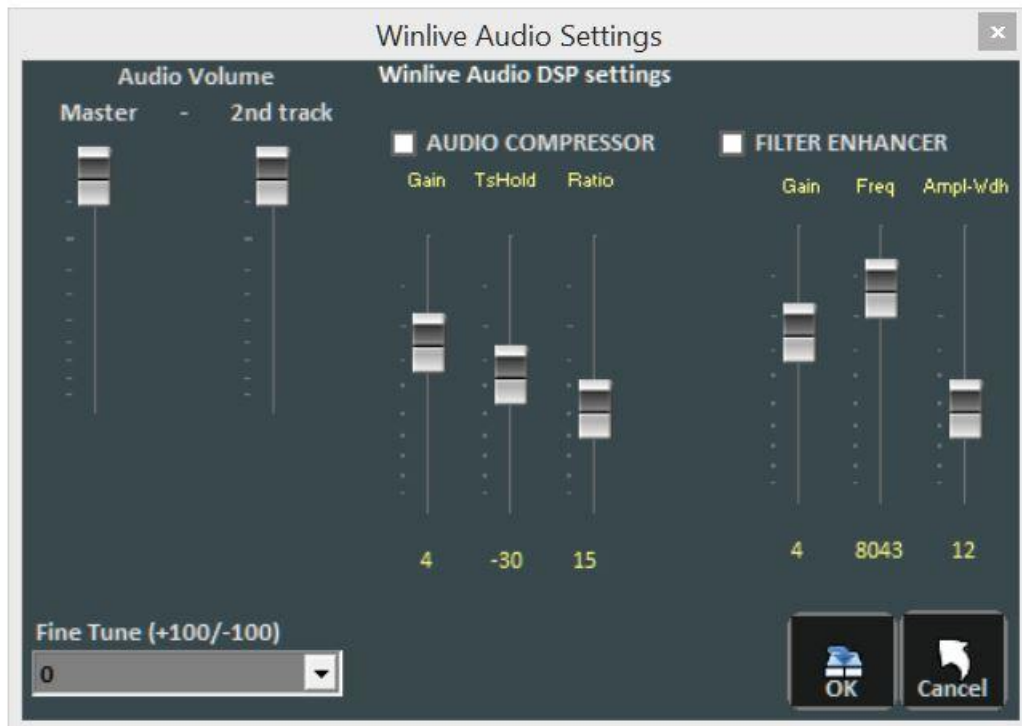 Winlive Audio Settings
x
Audio Volume
Master - 2nd track
Winlive Audio DSP settings
AUDIO COMPRESSOR
Gain TsHold Ratio
4 -30 15
FILTER ENHANCER
Gain Freq Ampl-Wdh
4 8043 12
Fine Tune (+100/-100)
0
OK
Cancel